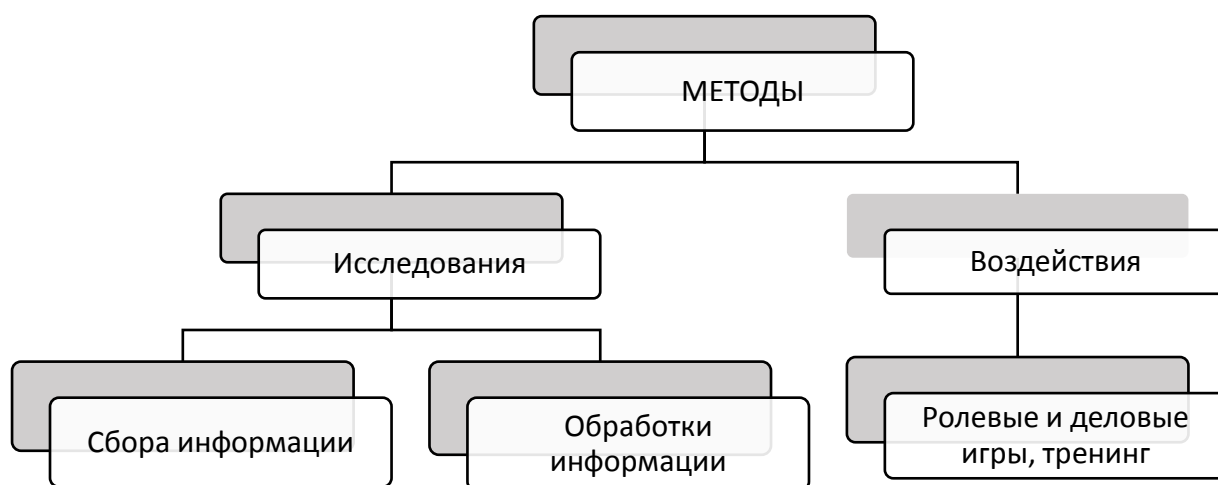 МЕТОДЫ
Исследования
Воздействия
Сбора информации
Обработки
информации
Ролевые и деловые
игры, тренинг